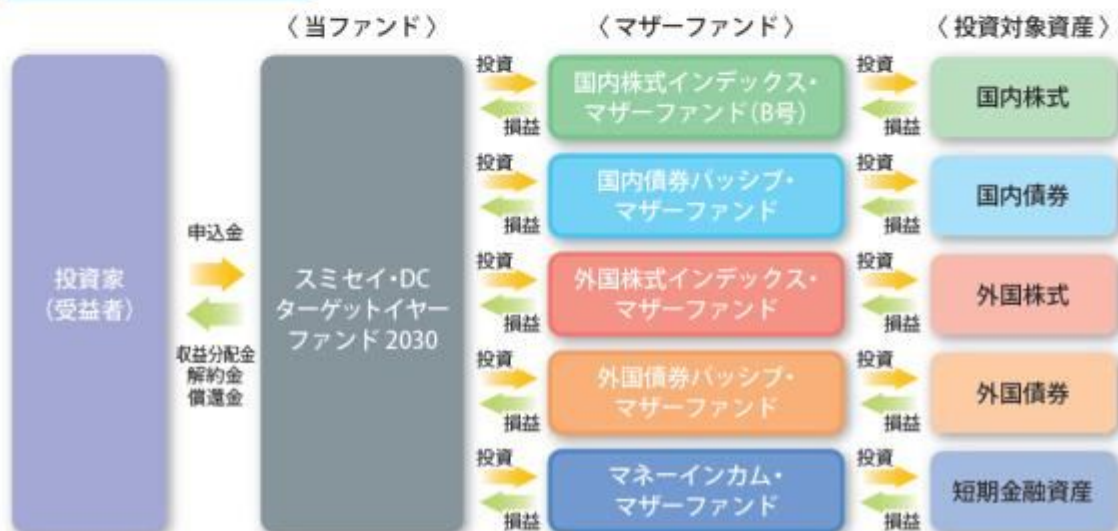 〈 当ファンド 〉
〈 マザーファンド 〉
〈 投資対象資産 〉
投資家
(受益者)
申込金
収益分配金
解約金
償還金
スミセイ・DC
ターゲットイヤー
ファンド 2030
投資
損益
国内株式インデックス・
マザーファンド(B号)
投資
損益
国内株式
投資
損益
国内債券パッシブ・
マザーファンド
投資
損益
国内債券
投資
損益
外国株式インデックス・
マザーファンド
投資
損益
外国株式
投資
損益
外国債券パッシブ・
マザーファンド
投資
損益
外国債券
投資
損益
マネーインカム・
マザーファンド
投資
損益
短期金融資産